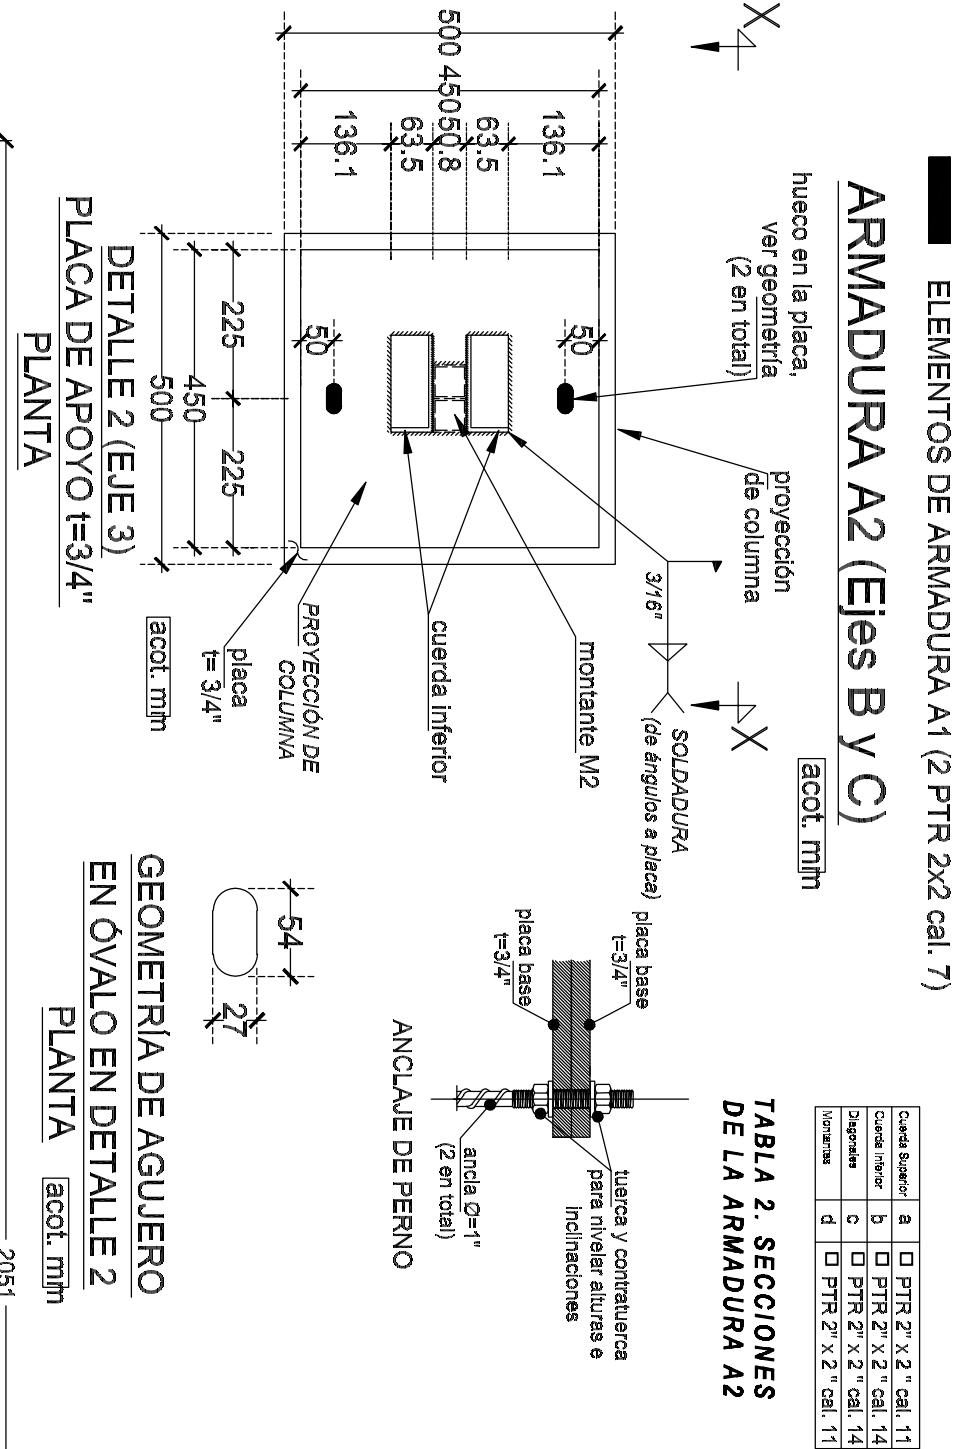 ELEMENTOS DE ARMADURA A1 (2 PTR 2x2 cal. 7)
ARMADURA A2 (Ejes B y C)
acot. mm
X
X
hueco en la placa,
ver geometría
(2 en total)
proyección
de columna
3/16"
SOLDADURA
(de ángulos a placa)
montante M2
cuerda inferior
PROYECCIÓN DE
COLUMNA
placa
t= 3/4"
500
450
136.1
63.5
50.8
63.5
136.1
50
50
225
225
450
500
DETALLE 2 (EJE 3)
PLACA DE APOYO t=3/4"
PLANTA
acot. mm
Cuerda Superior a PTR 2" x 2" cal. 11
Cuerda Inferior b PTR 2" x 2" cal. 14
Diagonales c PTR 2" x 2" cal. 14
Montantes d PTR 2" x 2" cal. 11
TABLA 2. SECCIONES
DE LA ARMADURA A2
placa base
t=3/4"
placa base
t=3/4"
tuerca y contratuerca
para nivelar alturas e
inclinaciones
ancla Ø=1"
(2 en total)
ANCLAJE DE PERNO
54
27
GEOMETRÍA DE AGUJERO
EN ÓVALO EN DETALLE 2
PLANTA
acot. mm
2051